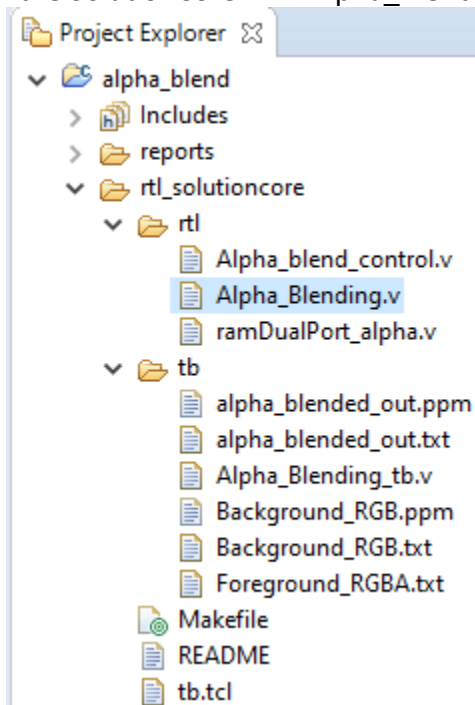 Project Explorer
alpha_blend
Includes
reports
rtl_solutioncore
rtl
Alpha_blend_control.v
Alpha_Blending.v
ramDualPort_alpha.v
tb
alpha_blended_out.ppm
alpha_blended_out.txt
Alpha_Blending_tb.v
Background_RGB.ppm
Background_RGB.txt
Foreground_RGBA.txt
Makefile
README
tb.tcl